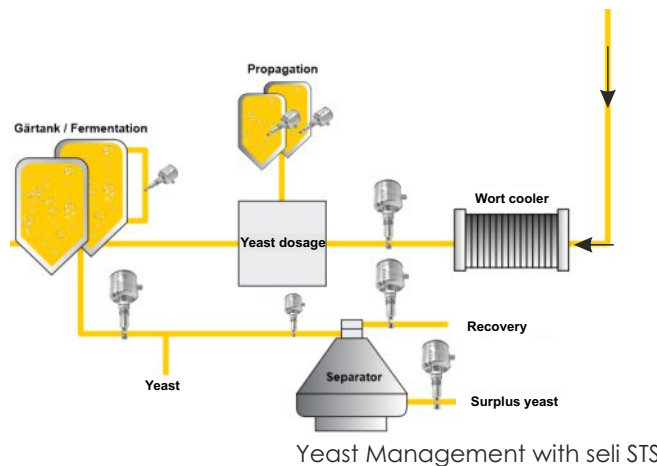 Propagation
Gärtank / Fermentation
Wort cooler
Yeast dosage
Recovery
Yeast
Separator
Surplus yeast
Yeast Management with seli STS